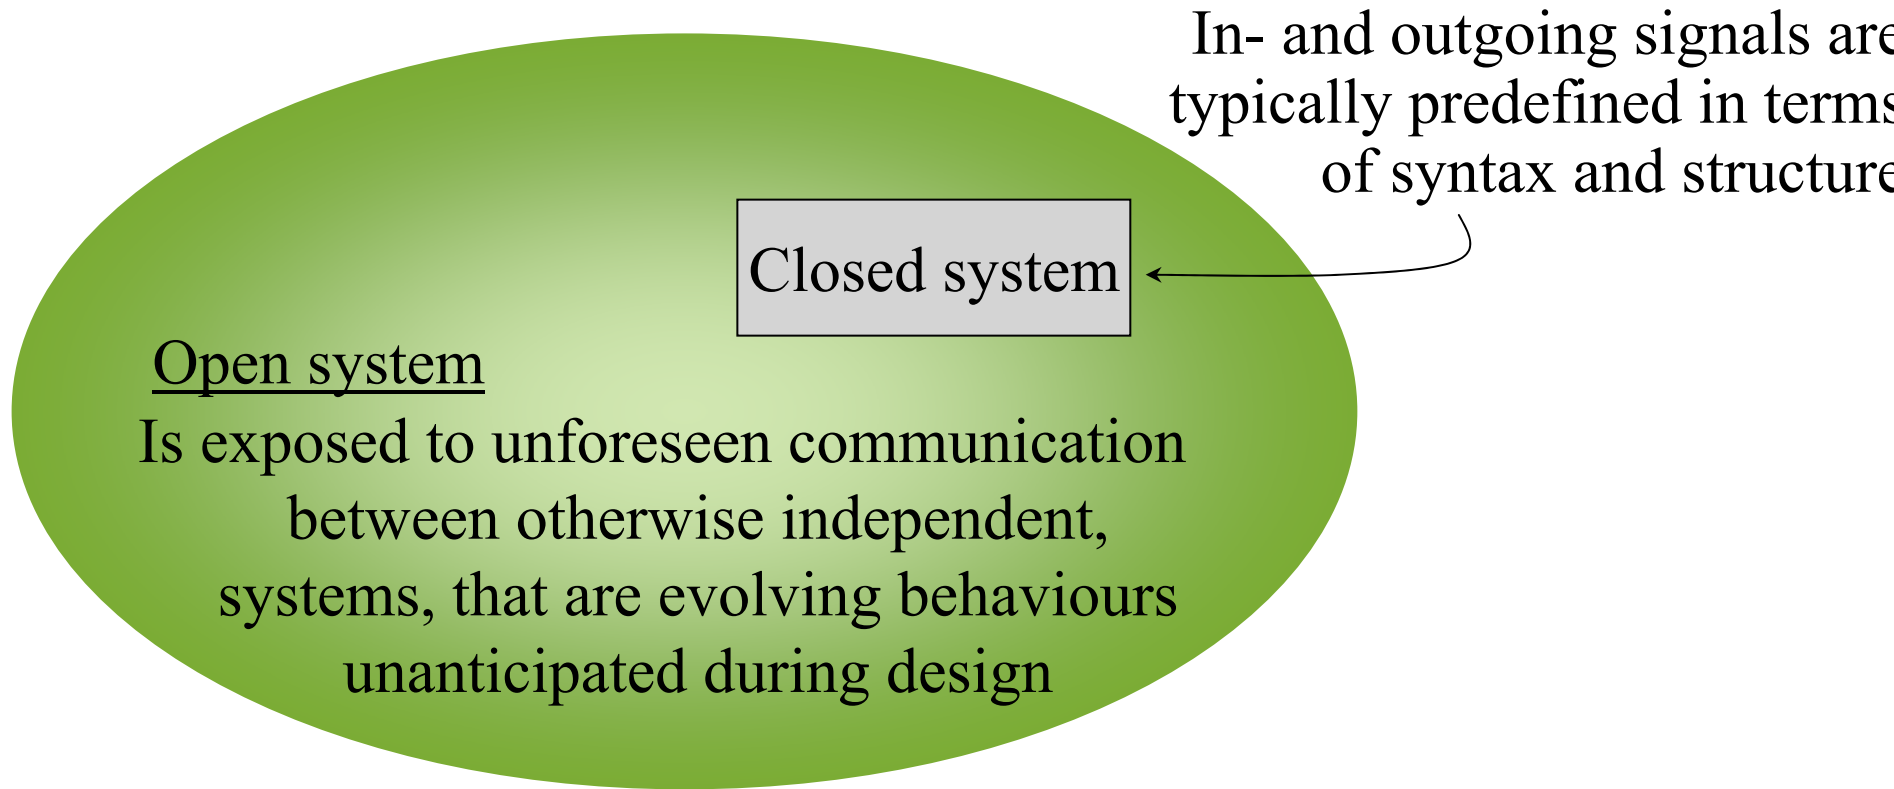 In- and outgoing signals are
typically predefined in terms
of syntax and structure
Closed system
Open system
Is exposed to unforeseen communication
between otherwise independent,
systems, that are evolving behaviours
unanticipated during design